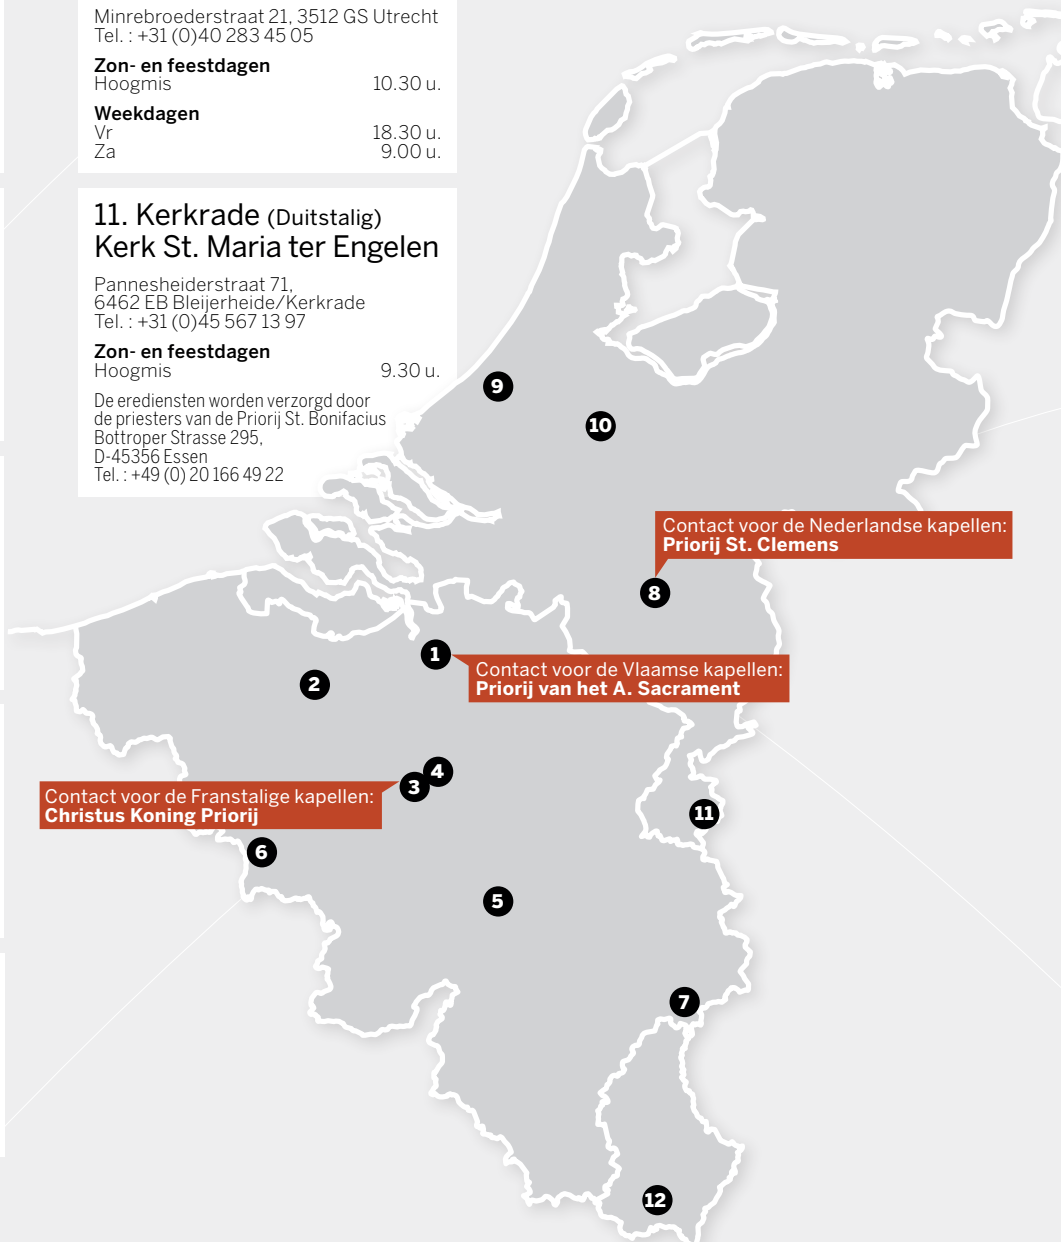 Minrebroederstraat 21, 3512 GS Utrecht
Tel. : +31 (0)40 283 45 05
Zon- en feestdagen
Hoogmis 10.30 u.
Weekdagen
Vr 18.30 u.
Za 9.00 u.
11. Kerkrade (Duitstalig)
Kerk St. Maria ter Engelen
Pannesheiderstraat 71,
6462 EB Bleijerheide/Kerkrade
Tel. : +31 (0)45 567 13 97
Zon- en feestdagen
Hoogmis 9.30 u.
De erediensten worden verzorgd door
de priesters van de Priorij St. Bonifacius
Bottroper Strasse 295,
D-45356 Essen
Tel. : +49 (0) 20 166 49 22
9
10
Contact voor de Nederlandse kapellen:
Priorij St. Clemens
8
1
Contact voor de Vlaamse kapellen:
Priorij van het A. Sacrament
2
4
3
Contact voor de Franstalige kapellen:
Christus Koning Priorij
11
6
5
7
12